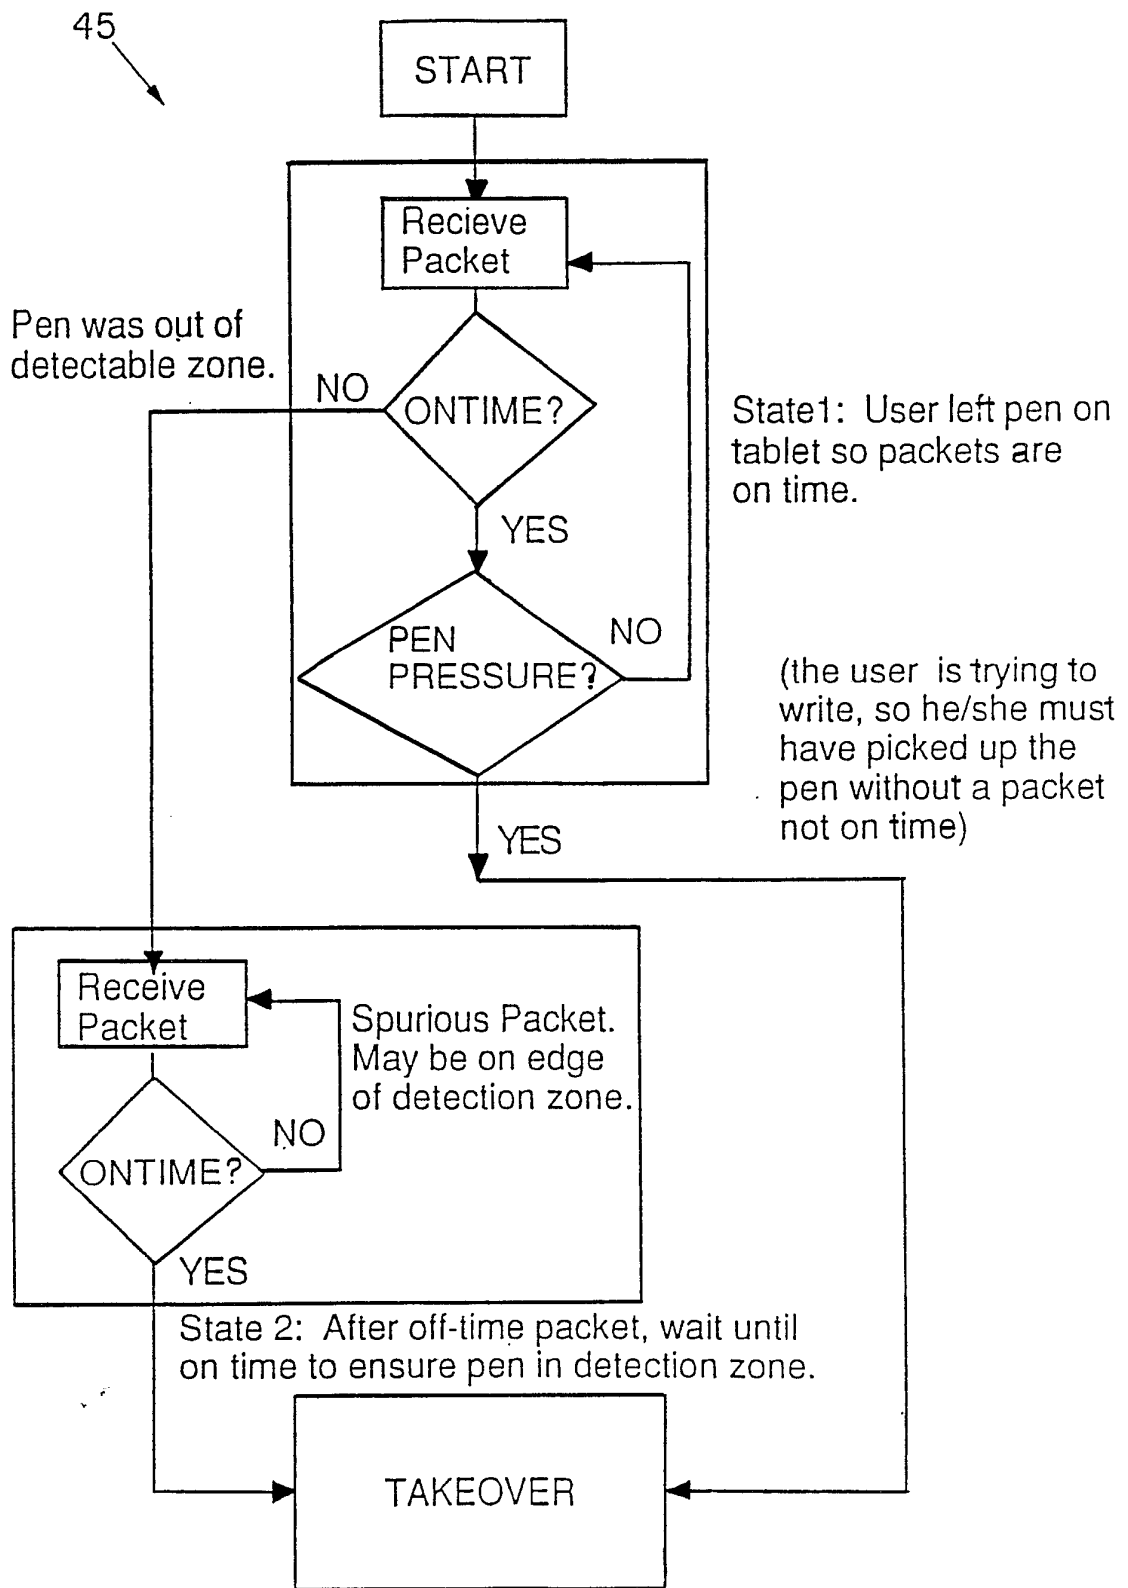 45
START
Recieve
Packet
Pen was out of
detectable zone.
NO
ONTIME?
State1: User left pen on
tablet so packets are
on time.
YES
PEN
PRESSURE?
NO
(the user is trying to
write, so he/she must
have picked up the
pen without a packet
not on time)
YES
Receive
Packet
Spurious Packet.
May be on edge
of detection zone.
NO
ONTIME?
YES
State 2: After off-time packet, wait until
on time to ensure pen in detection zone.
TAKEOVER